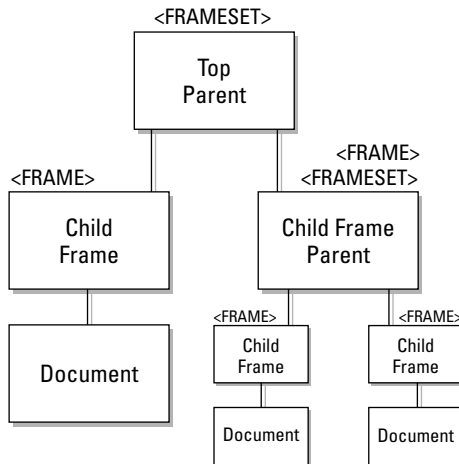 <FRAMESET>
Top
Parent
<FRAME>
<FRAME>
<FRAMESET>
Child
Frame
Child Frame
Parent
<FRAME>
<FRAME>
Child
Frame
Child
Frame
Document
Document
Document